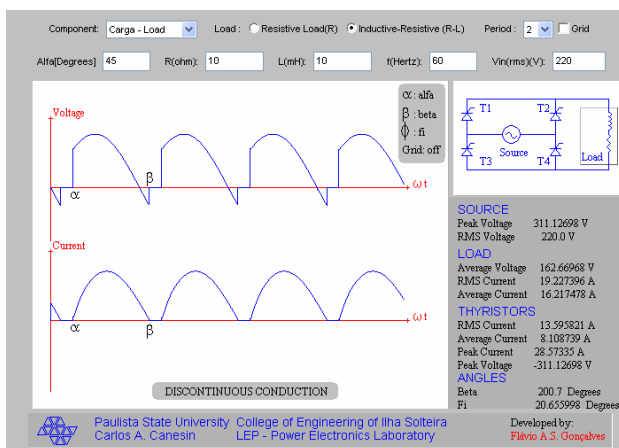 Component: Carga - Load Load : Resistive Load(R) Inductive-Resistive (R-L) Period : 2 Grid
Alfa[Degrees] 45 R(ohm): 10 L(mH): 10 f(Hertz): 60 Vin(rms)(V): 220
α : alfa
β : beta
ϕ : fi
Grid: off
Voltage
α β ωt
Current
α β ωt
DISCONTINUOUS CONDUCTION
T1 T2
Source
T3 T4 Load
SOURCE
Peak Voltage 311.12698 V
RMS Voltage 220.0 V
LOAD
Average Voltage 162.66968 V
RMS Current 19.227396 A
Average Current 16.217478 A
THYRISTORS
RMS Current 13.595821 A
Average Current 8.108739 A
Peak Current 28.57335 A
Peak Voltage -311.12698 V
ANGLES
Beta 200.7 Degrees
Fi 20.655998 Degrees
Paulista State University College of Engineering of Ilha Solteira
Carlos A. Canesin LEP - Power Electronics Laboratory
Developed by:
Flávio A.S. Gonçalves